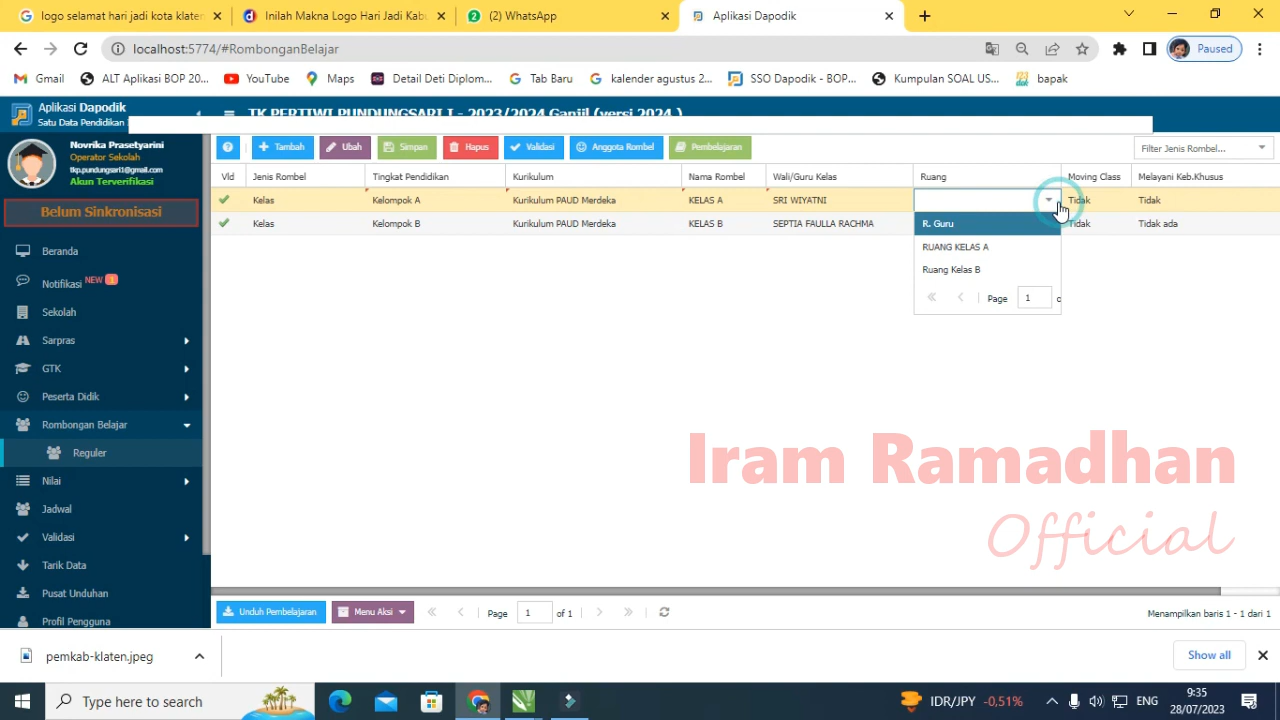 logo selamat hari jadi kota klaten
Inilah Makna Logo Hari Jadi Kabu
(2) WhatsApp
Aplikasi Dapodik
localhost:5774/#RombonganBelajar
Paused
Gmail
ALT Aplikasi BOP 20...
YouTube
Maps
Detail Deti Diplom...
Tab Baru
kalender agustus 2...
SSO Dapodik - BOP...
Kumpulan SOAL US...
bapak
Aplikasi Dapodik
Satu Data Pendidikan
TK PERTIWI PUNDUNGSARI I - 2023/2024 Ganjil (versi 2024 )
Novrika Prasetyarini
Operator Sekolah
tkp.pundungsari1@gmail.com
Akun Terverifikasi
Belum Sinkronisasi
Beranda
Notifikasi NEW 1
Sekolah
Sarpras
GTK
Peserta Didik
Rombongan Belajar
Reguler
Nilai
Jadwal
Validasi
Tarik Data
Pusat Unduhan
Profil Pengguna
Tambah Ubah Simpan Hapus Validasi Anggota Rombel Pembelajaran Filter Jenis Rombel...
Vld Jenis Rombel Tingkat Pendidikan Kurikulum Nama Rombel Wali/Guru Kelas Ruang Moving Class Melayani Keb.Khusus
Kelas Kelompok A Kurikulum PAUD Merdeka KELAS A SRI WIYATNI Tidak Tidak
Kelas Kelompok B Kurikulum PAUD Merdeka KELAS B SEPTIA FAULLA RACHMA Tidak Tidak ada
R. Guru
RUANG KELAS A
Ruang Kelas B
Page 1
Iram Ramadhan
Official
Unduh Pembelajaran Menu Aksi Page 1 of 1 Menampilkan baris 1 - 1 dari 1
pemkab-klaten.jpeg
Show all
Type here to search
IDR/JPY -0,51%
ENG
9:35
28/07/2023